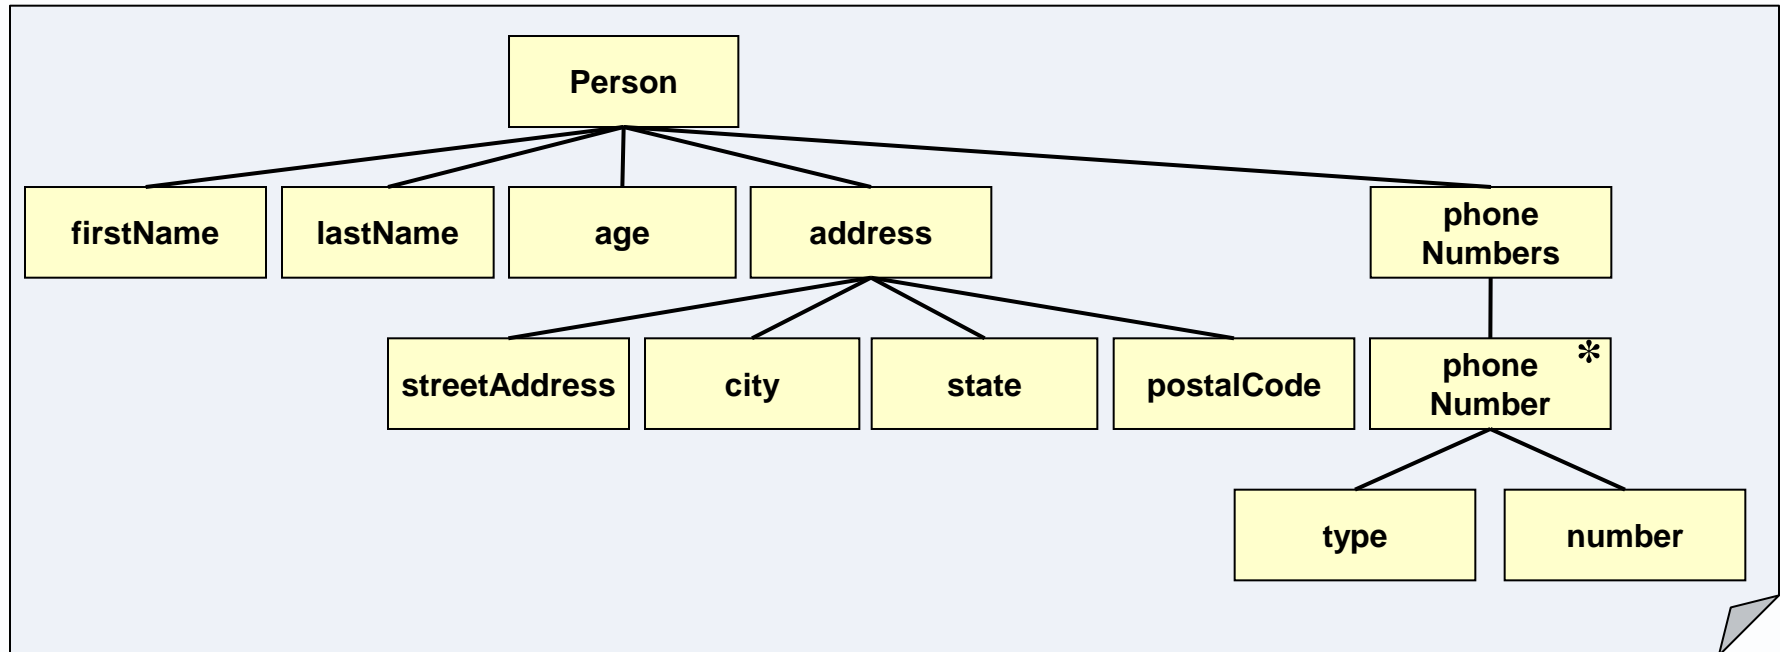 Person
firstName
lastName
age
address
phone
Numbers
streetAddress
city
state
postalCode
phone
Number
*
type
number